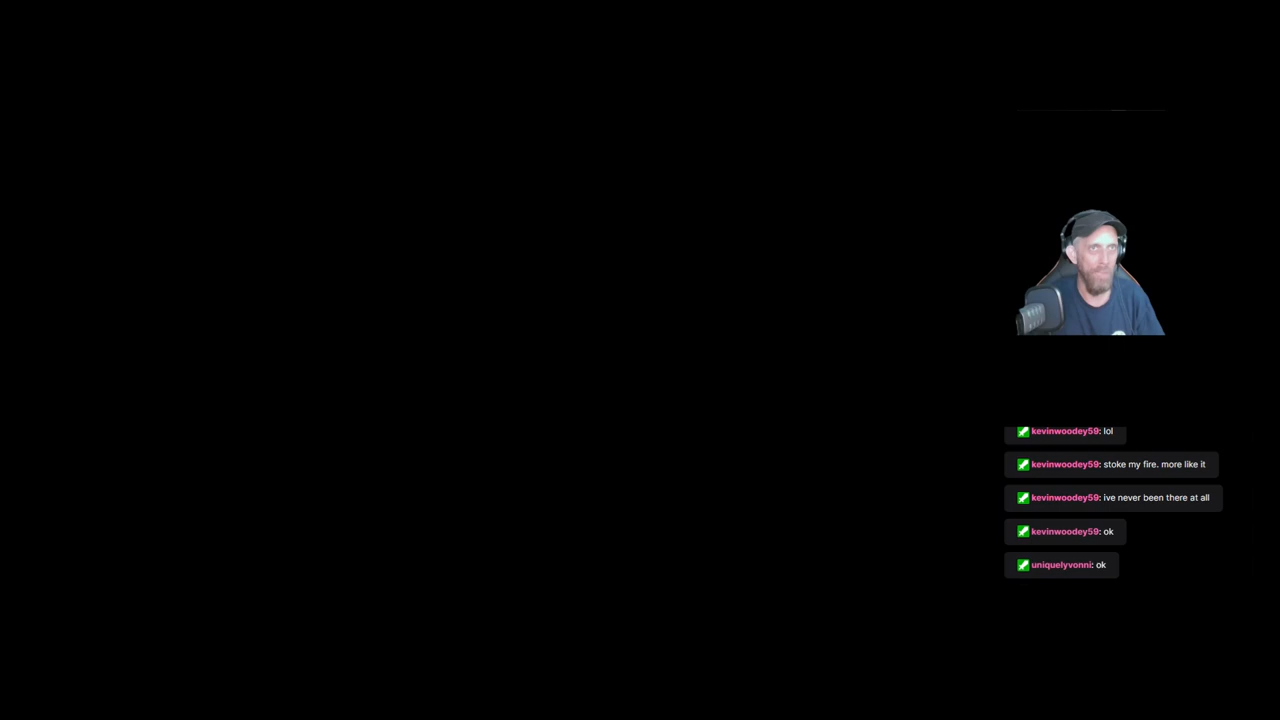 kevinwoodey59: lol
kevinwoodey59: stoke my fire. more like it
kevinwoodey59: ive never been there at all
kevinwoodey59: ok
uniquelyvonni: ok